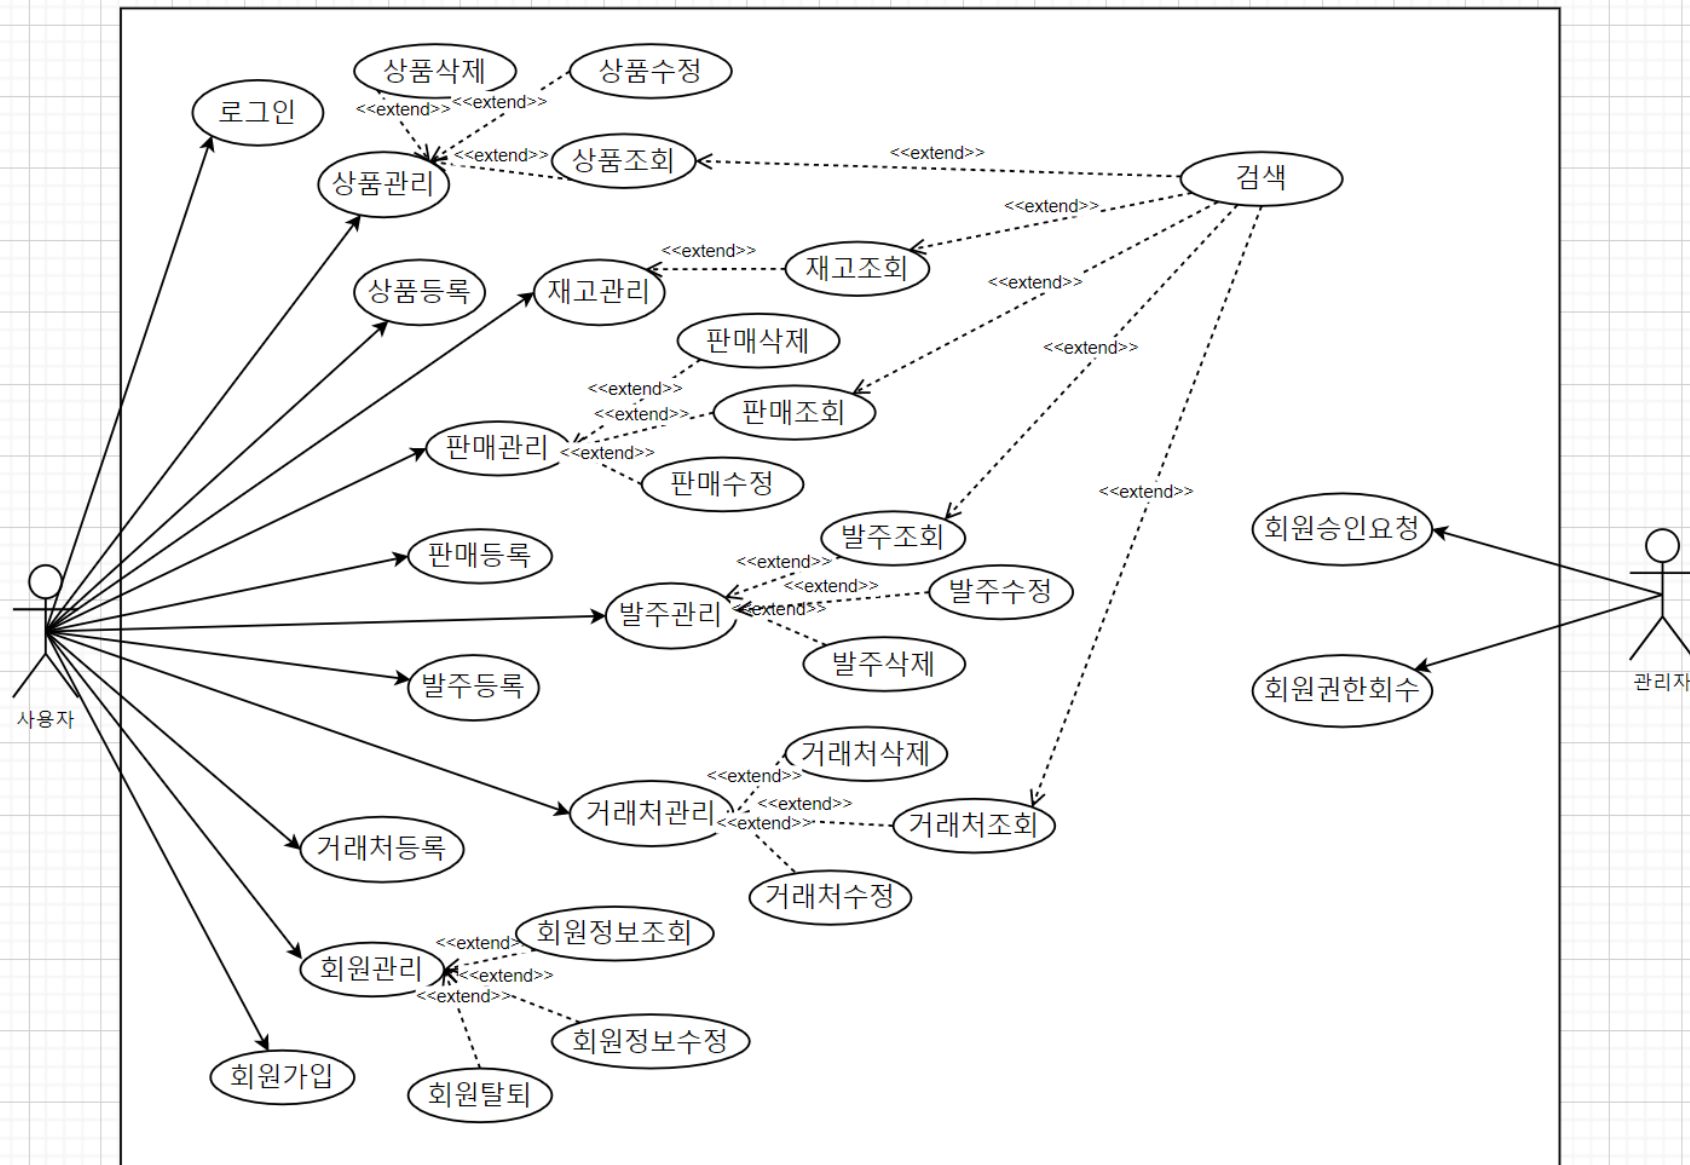 상품삭제
상품수정
로그인
<<extend>>
<<extend>>
상품관리
<<extend>>
상품조회
<<extend>>
검색
<<extend>>
상품등록
재고관리
<<extend>>
재고조회
<<extend>>
판매삭제
<<extend>>
<<extend>>
<<extend>>
판매조회
판매관리
<<extend>>
판매수정
<<extend>>
발주조회
회원승인요청
판매등록
<<extend>>
<<extend>>
발주수정
발주관리
<<extend>>
발주삭제
발주등록
회원권한회수
관리자
사용자
거래처삭제
<<extend>>
<<extend>>
거래처관리
<<extend>>
거래처조회
거래처등록
거래처수정
회원정보조회
<<extend>>
회원관리
<<extend>>
<<extend>>
회원정보수정
회원가입
회원탈퇴